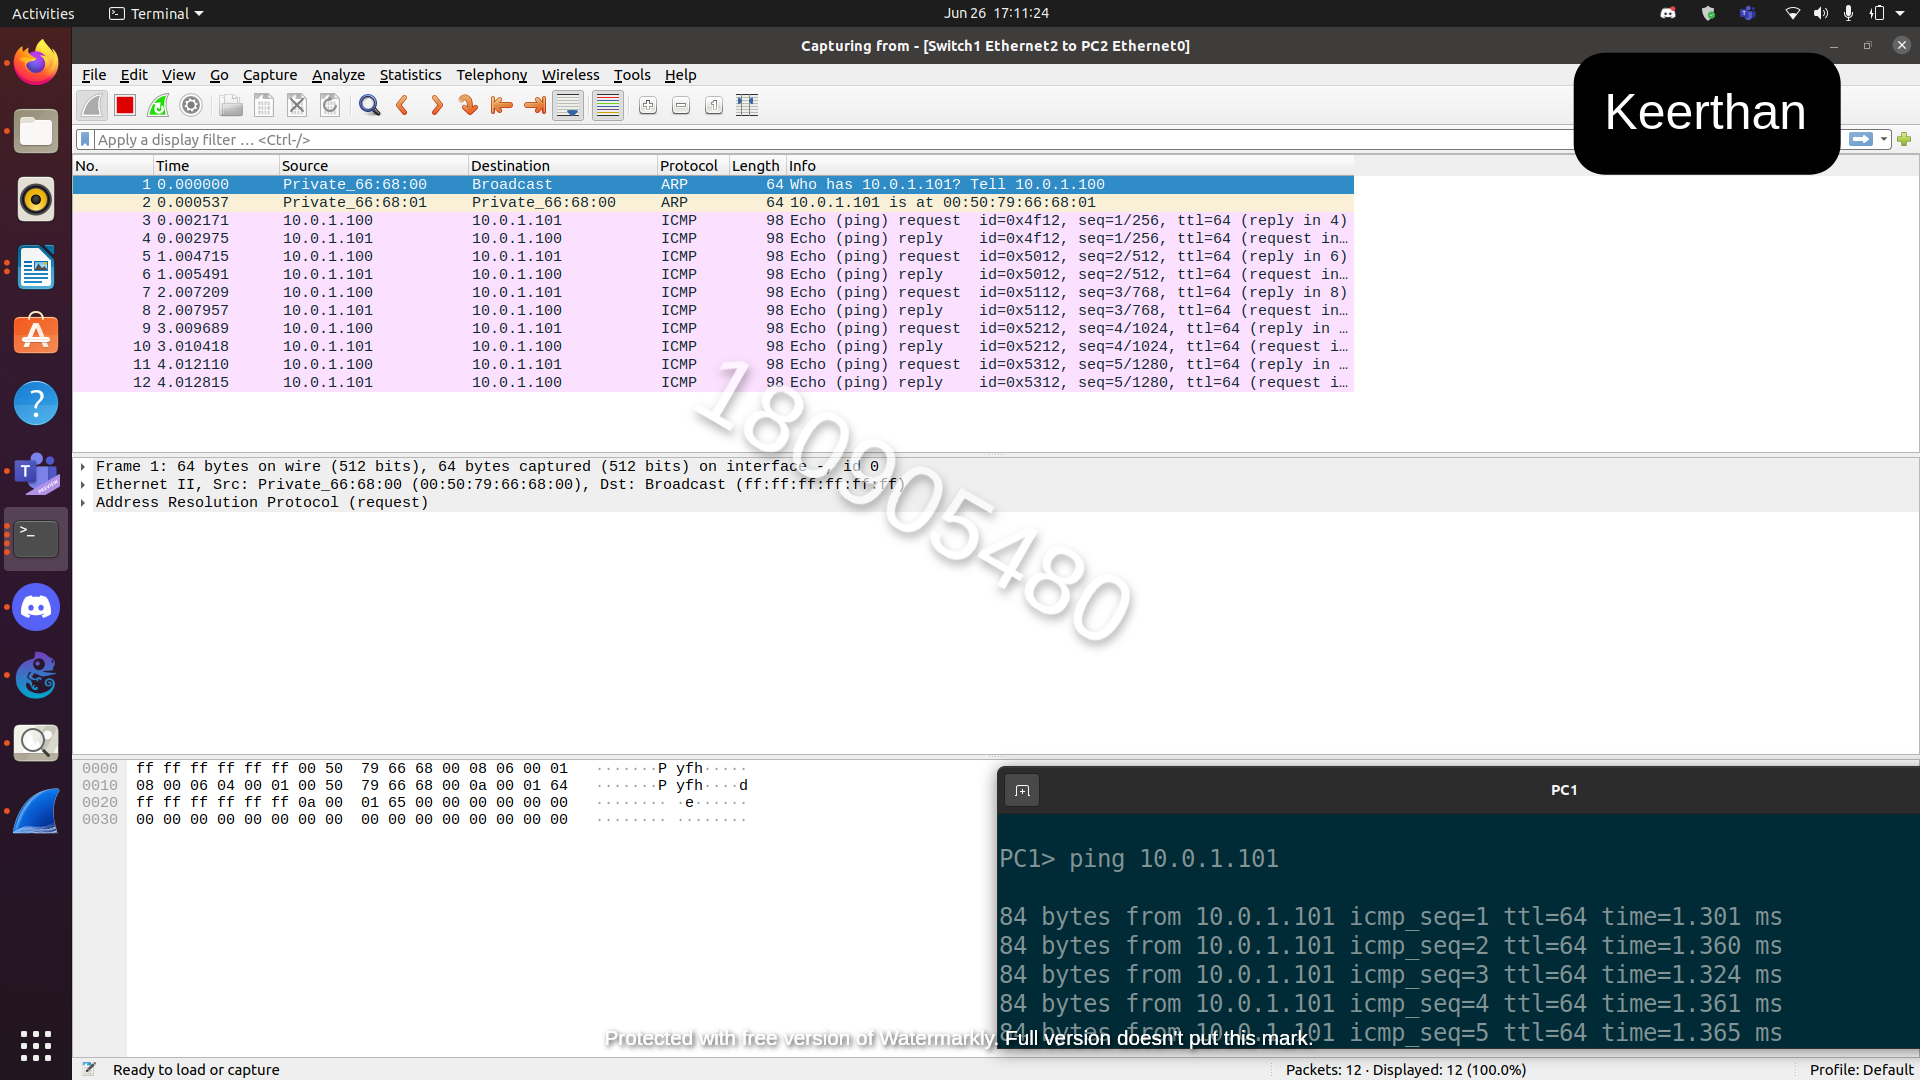 Activities Terminal Jun 26 17:11:24
Capturing from - [Switch1 Ethernet2 to PC2 Ethernet0]
File Edit View Go Capture Analyze Statistics Telephony Wireless Tools Help
Keerthan
Apply a display filter … <Ctrl-/>
No. Time Source Destination Protocol Length Info
1 0.000000 Private_66:68:00 Broadcast ARP 64 Who has 10.0.1.101? Tell 10.0.1.100
2 0.000537 Private_66:68:01 Private_66:68:00 ARP 64 10.0.1.101 is at 00:50:79:66:68:01
3 0.002171 10.0.1.100 10.0.1.101 ICMP 98 Echo (ping) request id=0x4f12, seq=1/256, ttl=64 (reply in 4)
4 0.002975 10.0.1.101 10.0.1.100 ICMP 98 Echo (ping) reply id=0x4f12, seq=1/256, ttl=64 (request in…
5 1.004715 10.0.1.100 10.0.1.101 ICMP 98 Echo (ping) request id=0x5012, seq=2/512, ttl=64 (reply in 6)
6 1.005491 10.0.1.101 10.0.1.100 ICMP 98 Echo (ping) reply id=0x5012, seq=2/512, ttl=64 (request in…
7 2.007209 10.0.1.100 10.0.1.101 ICMP 98 Echo (ping) request id=0x5112, seq=3/768, ttl=64 (reply in 8)
8 2.007957 10.0.1.101 10.0.1.100 ICMP 98 Echo (ping) reply id=0x5112, seq=3/768, ttl=64 (request in…
9 3.009689 10.0.1.100 10.0.1.101 ICMP 98 Echo (ping) request id=0x5212, seq=4/1024, ttl=64 (reply in …
10 3.010418 10.0.1.101 10.0.1.100 ICMP 98 Echo (ping) reply id=0x5212, seq=4/1024, ttl=64 (request i…
11 4.012110 10.0.1.100 10.0.1.101 ICMP 98 Echo (ping) request id=0x5312, seq=5/1280, ttl=64 (reply in …
12 4.012815 10.0.1.101 10.0.1.100 ICMP 98 Echo (ping) reply id=0x5312, seq=5/1280, ttl=64 (request i…
180905480
Frame 1: 64 bytes on wire (512 bits), 64 bytes captured (512 bits) on interface -, id 0
Ethernet II, Src: Private_66:68:00 (00:50:79:66:68:00), Dst: Broadcast (ff:ff:ff:ff:ff:ff)
Address Resolution Protocol (request)
0000 ff ff ff ff ff ff 00 50 79 66 68 00 08 06 00 01 ·······P yfh·····
0010 08 00 06 04 00 01 00 50 79 66 68 00 0a 00 01 64 ·······P yfh····d
0020 ff ff ff ff ff ff 0a 00 01 65 00 00 00 00 00 00 ········ ·e······
0030 00 00 00 00 00 00 00 00 00 00 00 00 00 00 00 00 ········ ········
PC1
PC1> ping 10.0.1.101
84 bytes from 10.0.1.101 icmp_seq=1 ttl=64 time=1.301 ms
84 bytes from 10.0.1.101 icmp_seq=2 ttl=64 time=1.360 ms
84 bytes from 10.0.1.101 icmp_seq=3 ttl=64 time=1.324 ms
84 bytes from 10.0.1.101 icmp_seq=4 ttl=64 time=1.361 ms
84 bytes from 10.0.1.101 icmp_seq=5 ttl=64 time=1.365 ms
Protected with free version of Watermarkly. Full version doesn't put this mark.
Ready to load or capture Packets: 12 · Displayed: 12 (100.0%) Profile: Default